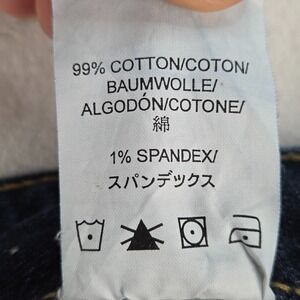 99% COTTON/COTON/
BAUMWOLLE/
ALGODÓN/COTONE/
綿
1% SPANDEX/
スパンデックス